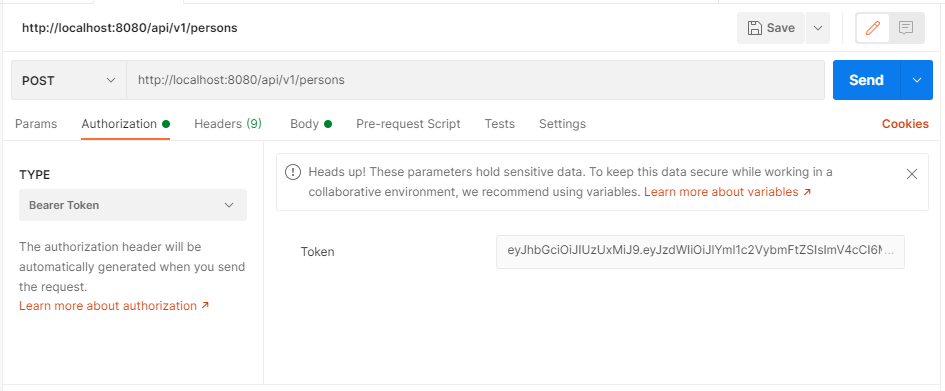 http://localhost:8080/api/v1/persons
Save
POST
http://localhost:8080/api/v1/persons
Send
Params
Authorization
Headers (9)
Body
Pre-request Script
Tests
Settings
Cookies
TYPE
Bearer Token
The authorization header will be
automatically generated when you send
the request.
Learn more about authorization ↗
Heads up! These parameters hold sensitive data. To keep this data secure while working in a
collaborative environment, we recommend using variables. Learn more about variables ↗
Token